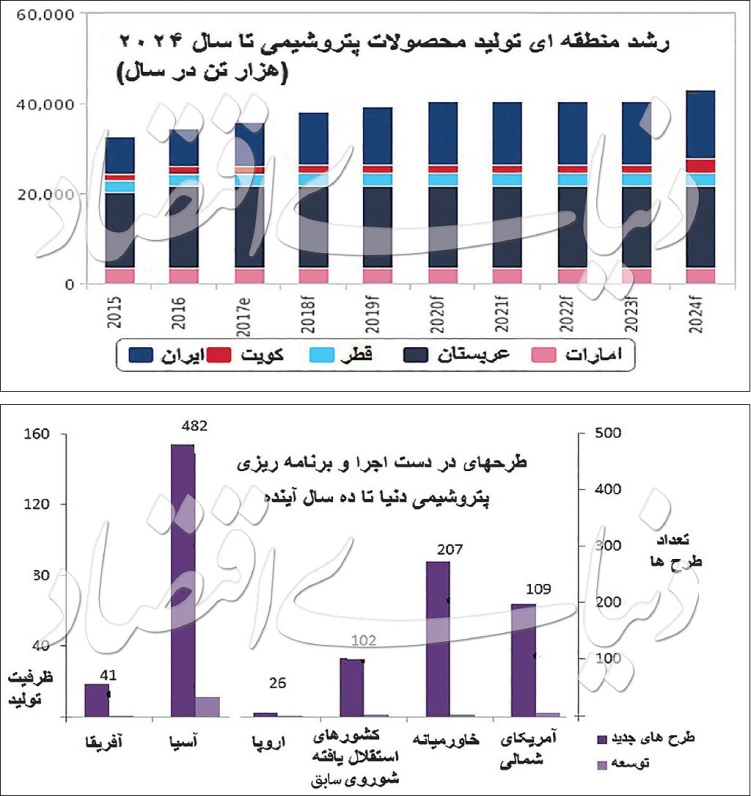 رشد منطقه ای تولید محصولات پتروشیمی تا سال ۲۰۲۴
(هزار تن در سال)
60,000
40,000
20,000
0
2015 2016 2017e 2018f 2019f 2020f 2021f 2022f 2023f 2024f
ایران کویت قطر عربستان امارات
دنیای اقتصاد
طرحهای در دست اجرا و برنامه ریزی
پتروشیمی دنیا تا ده سال آینده
160
120
80
40
ظرفیت
تولید
500
400
300
200
100
تعداد
طرح ها
41 482 26 102 207 109
آفریقا
آسیا
اروپا
کشورهای
استقلال یافته
شوروی سابق
خاورمیانه
آمریکای
شمالی
طرح های جدید
توسعه
دنیای اقتصاد